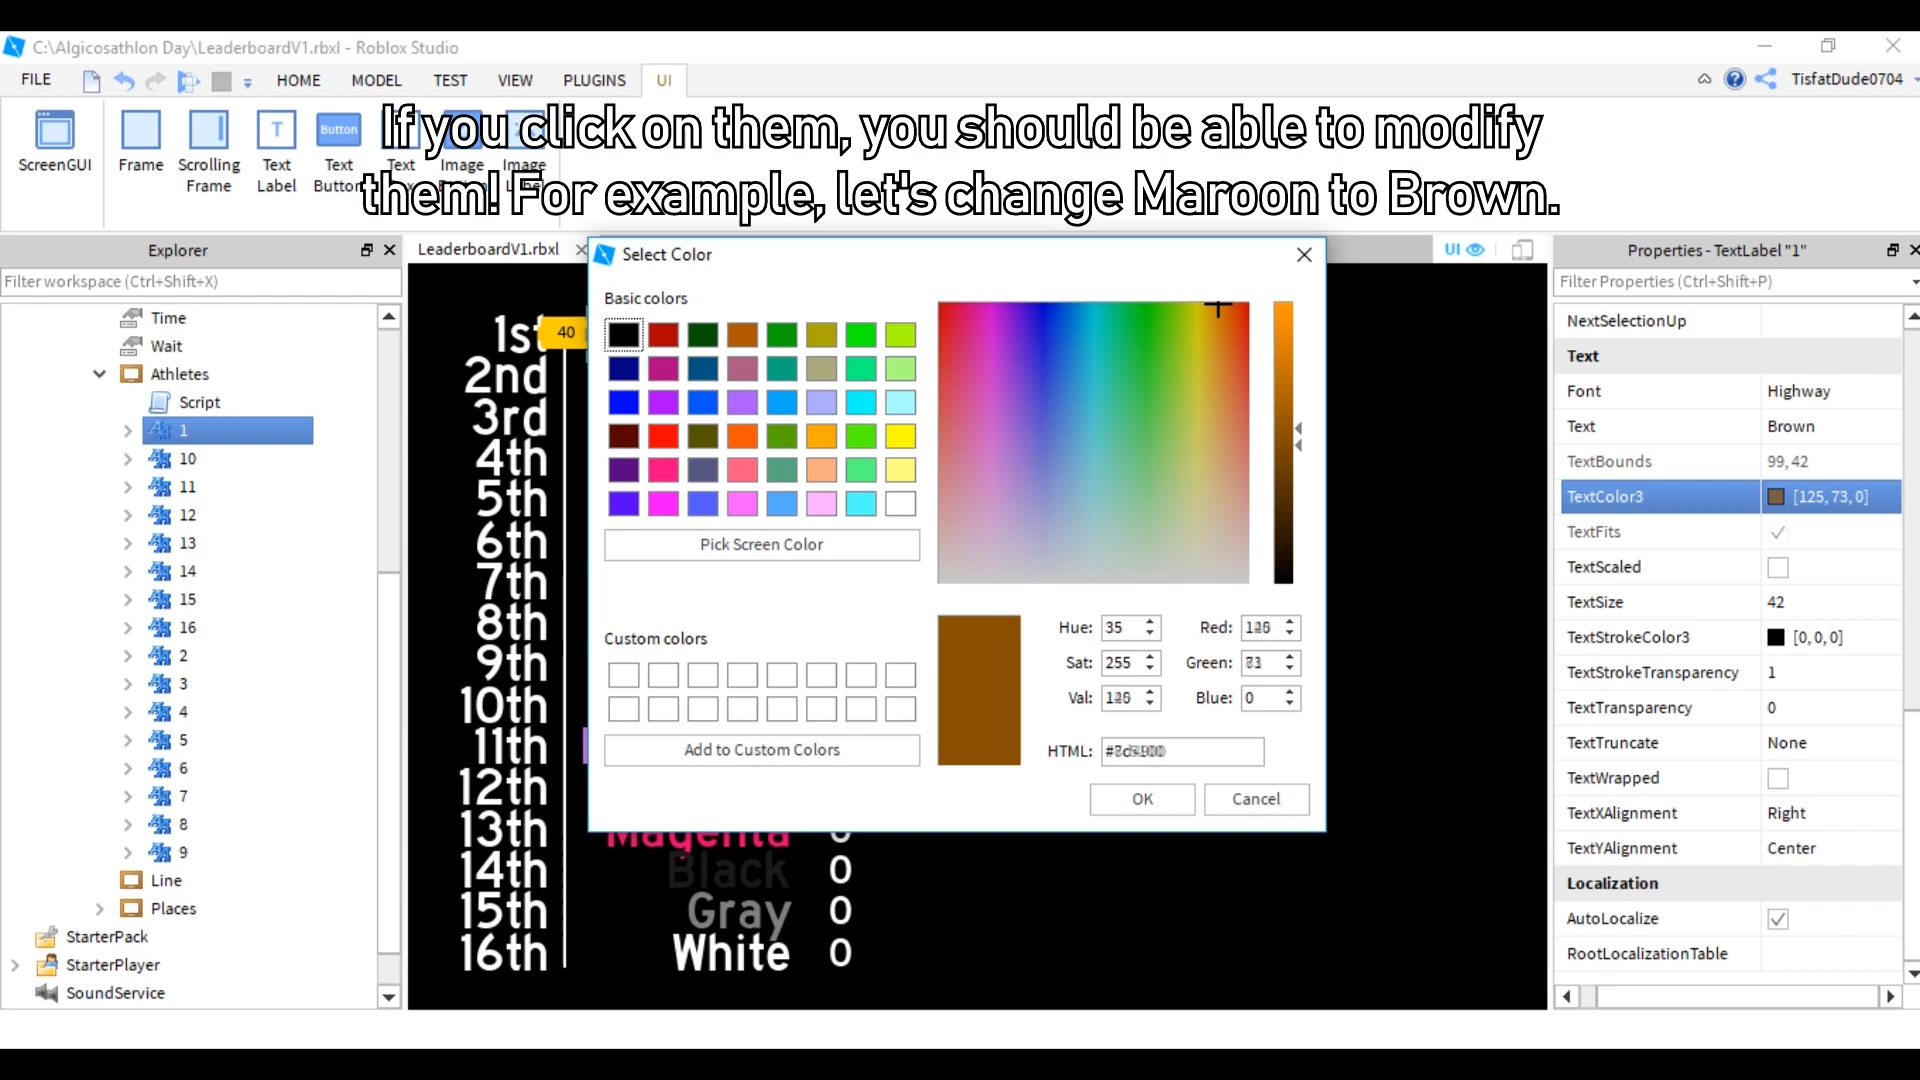 C:\Algicosathlon Day\LeaderboardV1.rbxl - Roblox Studio
FILE HOME MODEL TEST VIEW PLUGINS UI TisfatDude0704
If you click on them, you should be able to modify
them! For example, let's change Maroon to Brown.
ScreenGUI
Frame
Scrolling
Frame
Text
Label
Button
Text
Button
Text
Image
Image
Explorer
Filter workspace (Ctrl+Shift+X)
Time
Wait
Athletes
Script
1
10
11
12
13
14
15
16
2
3
4
5
6
7
8
9
Line
Places
StarterPack
StarterPlayer
SoundService
LeaderboardV1.rbxl
UI
1st
40
2nd
3rd
4th
5th
6th
7th
8th
9th
10th
11th
12th
13th Magenta 0
14th Black 0
15th Gray 0
16th White 0
Select Color
Basic colors
Pick Screen Color
Custom colors
Add to Custom Colors
Hue: 35
Sat: 255
Val:
Red:
Green:
Blue: 0
HTML:
OK
Cancel
Properties - TextLabel "1"
Filter Properties (Ctrl+Shift+P)
NextSelectionUp
Text
Font Highway
Text Brown
TextBounds 99, 42
TextColor3 [125, 73, 0]
TextFits
TextScaled
TextSize 42
TextStrokeColor3 [0, 0, 0]
TextStrokeTransparency 1
TextTransparency 0
TextTruncate None
TextWrapped
TextXAlignment Right
TextYAlignment Center
Localization
AutoLocalize
RootLocalizationTable